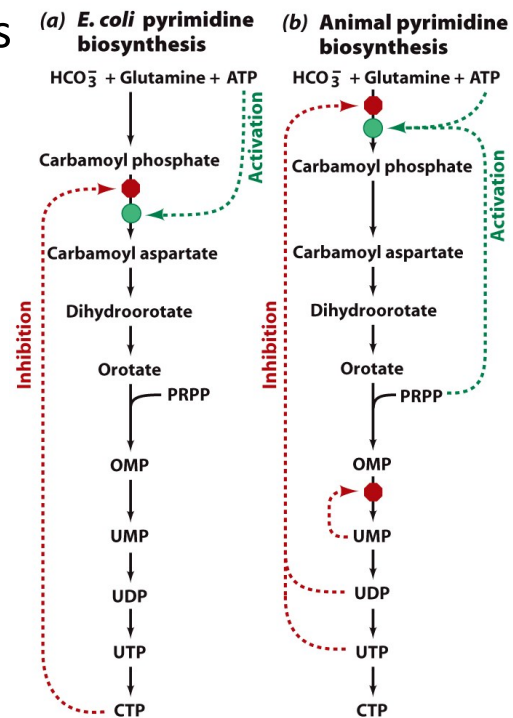 s
(a) E. coli pyrimidine
biosynthesis
HCO₃⁻ + Glutamine + ATP
Activation
Carbamoyl phosphate
Carbamoyl aspartate
Dihydroorotate
Inhibition
Orotate
PRPP
OMP
UMP
UDP
UTP
CTP
(b) Animal pyrimidine
biosynthesis
HCO₃⁻ + Glutamine + ATP
Carbamoyl phosphate
Activation
Carbamoyl aspartate
Dihydroorotate
Inhibition
Orotate
PRPP
OMP
UMP
UDP
UTP
CTP